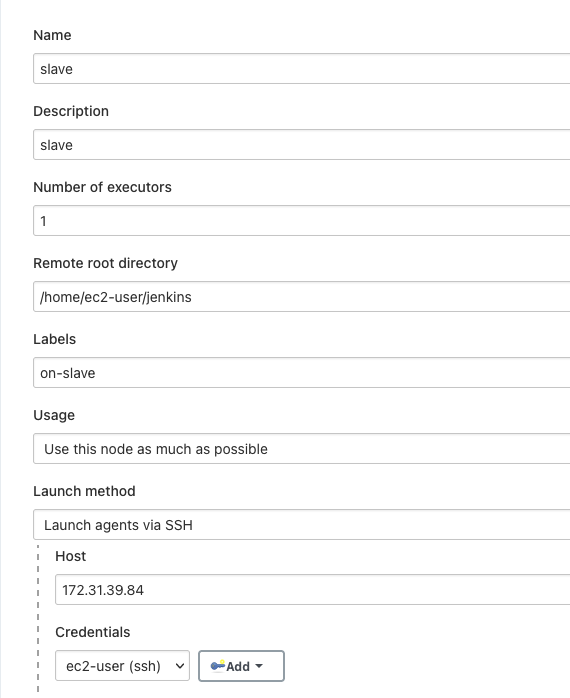 Name
slave
Description
slave
Number of executors
1
Remote root directory
/home/ec2-user/jenkins
Labels
on-slave
Usage
Use this node as much as possible
Launch method
Launch agents via SSH
Host
172.31.39.84
Credentials
ec2-user (ssh) Add